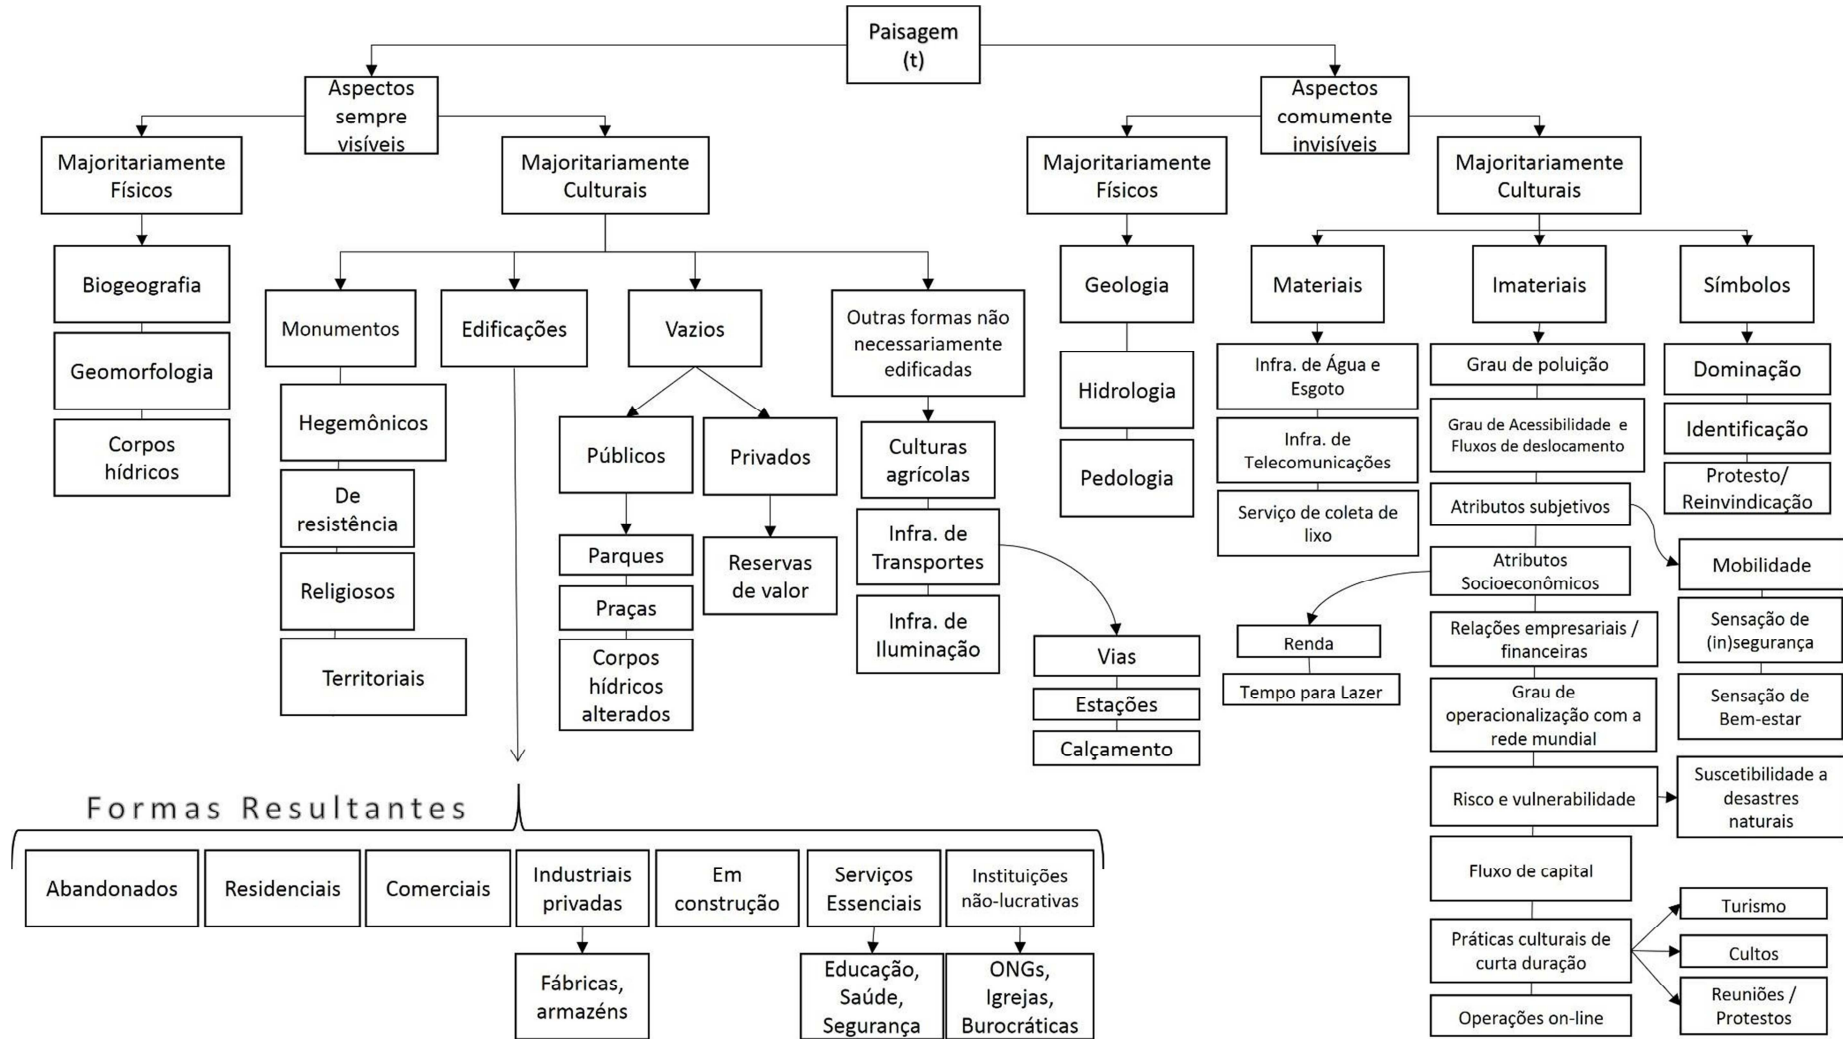 Paisagem
(t)
Aspectos
sempre
visíveis
Aspectos
comumente
invisíveis
Majoritariamente
Físicos
Majoritariamente
Culturais
Majoritariamente
Físicos
Majoritariamente
Culturais
Biogeografia
Geomorfologia
Corpos
hídricos
Monumentos
Hegemônicos
De
resistência
Religiosos
Territoriais
Edificações
Vazios
Públicos
Parques
Praças
Corpos
hídricos
alterados
Privados
Reservas
de valor
Outras formas não
necessariamente
edificadas
Culturas
agrícolas
Infra. de
Transportes
Infra. de
Iluminação
Vias
Estações
Calçamento
Geologia
Hidrologia
Pedologia
Materiais
Infra. de Água e
Esgoto
Infra. de
Telecomunicações
Serviço de coleta de
lixo
Imateriais
Grau de poluição
Grau de Acessibilidade e
Fluxos de deslocamento
Atributos subjetivos
Atributos
Socioeconômicos
Relações empresariais /
financeiras
Grau de
operacionalização com a
rede mundial
Risco e vulnerabilidade
Fluxo de capital
Práticas culturais de
curta duração
Operações on-line
Renda
Tempo para Lazer
Símbolos
Dominação
Identificação
Protesto/
Reinvindicação
Mobilidade
Sensação de
(in)segurança
Sensação de
Bem-estar
Suscetibilidade a
desastres
naturais
Turismo
Cultos
Reuniões /
Protestos
Formas Resultantes
Abandonados
Residenciais
Comerciais
Industriais
privadas
Em
construção
Serviços
Essenciais
Instituições
não-lucrativas
Fábricas,
armazéns
Educação,
Saúde,
Segurança
ONGs,
Igrejas,
Burocráticas